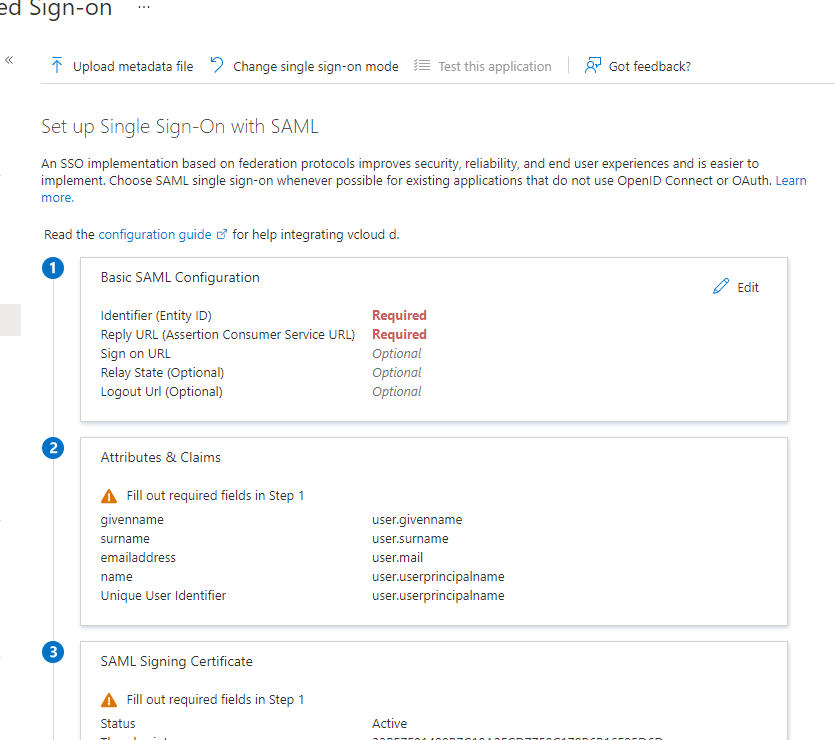 ed Sign-on ...
Upload metadata file Change single sign-on mode Test this application Got feedback?
Set up Single Sign-On with SAML
An SSO implementation based on federation protocols improves security, reliability, and end user experiences and is easier to
implement. Choose SAML single sign-on whenever possible for existing applications that do not use OpenID Connect or OAuth. Learn
more.
Read the configuration guide for help integrating vcloud d.
1
Basic SAML Configuration
Edit
Identifier (Entity ID) Required
Reply URL (Assertion Consumer Service URL) Required
Sign on URL Optional
Relay State (Optional) Optional
Logout Url (Optional) Optional
2
Attributes & Claims
Fill out required fields in Step 1
givenname user.givenname
surname user.surname
emailaddress user.mail
name user.userprincipalname
Unique User Identifier user.userprincipalname
3
SAML Signing Certificate
Fill out required fields in Step 1
Status Active